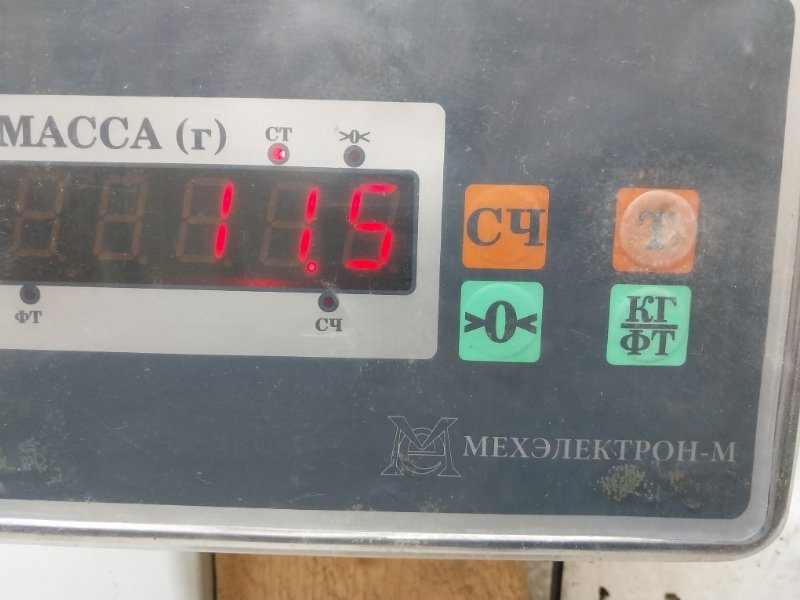 МАССА (г)
СТ
>0<
11.5
ФТ
СЧ
СЧ
Т
>0<
КГ
ФТ
МЕХЭЛЕКТРОН-М